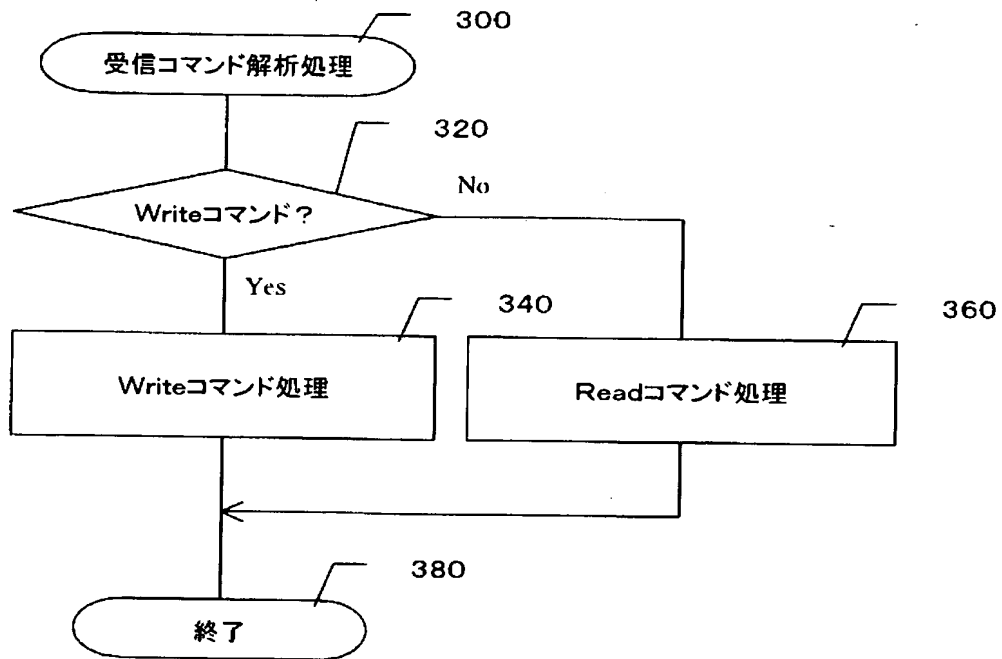 300
受信コマンド解析処理
320
No
Writeコマンド？
Yes
340
360
Writeコマンド処理
Readコマンド処理
380
終了